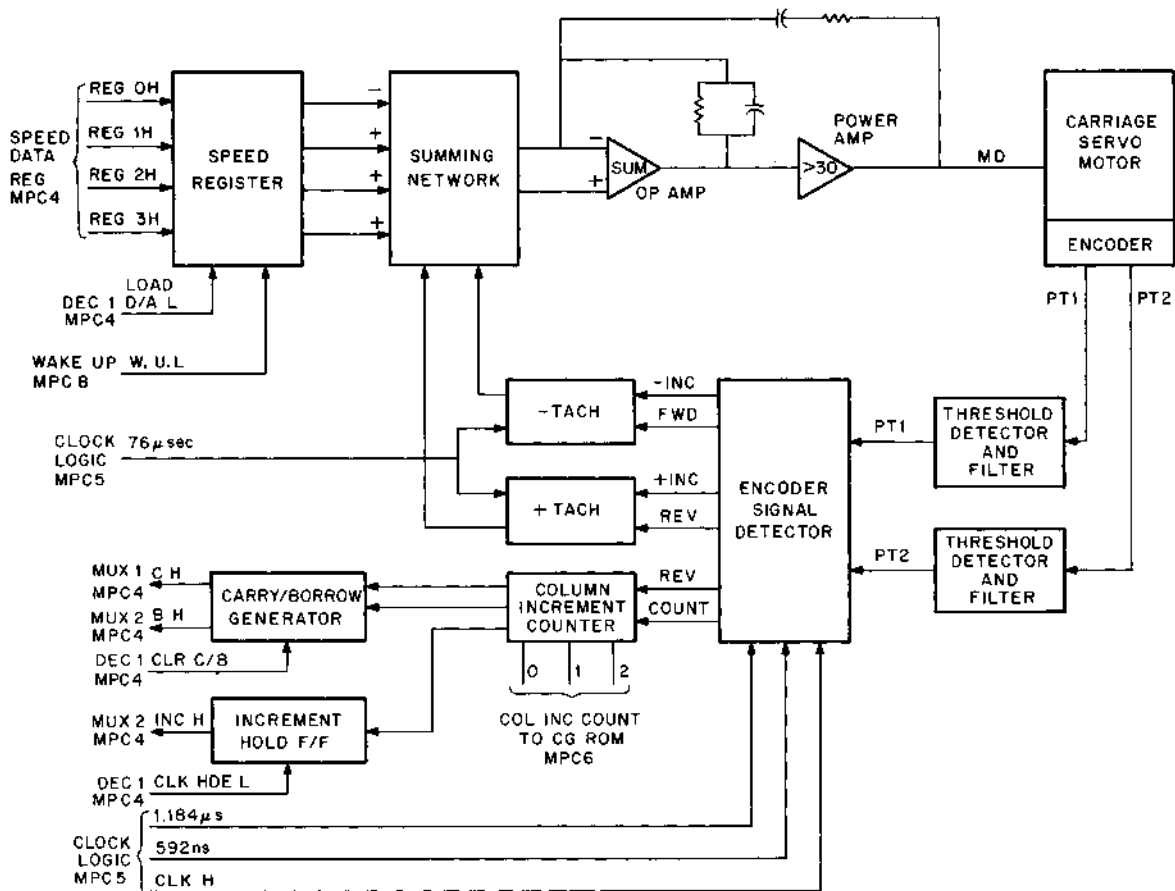 SPEED
DATA
REG
MPC4
REG 0H
REG 1H
REG 2H
REG 3H
SPEED
REGISTER
−
+
+
+
SUMMING
NETWORK
−
+
SUM
OP AMP
POWER
AMP
>30
MD
CARRIAGE
SERVO
MOTOR
ENCODER
PT1
PT2
LOAD
DEC 1 D/A L
MPC4
WAKE UP W.U.L
MPC8
CLOCK 76μsec
LOGIC
MPC5
−TACH
−INC
FWD
+TACH
+INC
REV
ENCODER
SIGNAL
DETECTOR
PT1
THRESHOLD
DETECTOR
AND
FILTER
PT2
THRESHOLD
DETECTOR
AND
FILTER
MUX 1 C H
MPC4
MUX 2 B H
MPC4
CARRY/BORROW
GENERATOR
DEC 1 CLR C/B
MPC4
COLUMN
INCREMENT
COUNTER
REV
COUNT
0 1 2
COL INC COUNT
TO CG ROM
MPC6
MUX 2 INC H
MPC4
INCREMENT
HOLD F/F
DEC 1 CLK HDE L
MPC4
CLOCK
LOGIC
MPC5
1.184μs
592ns
CLK H